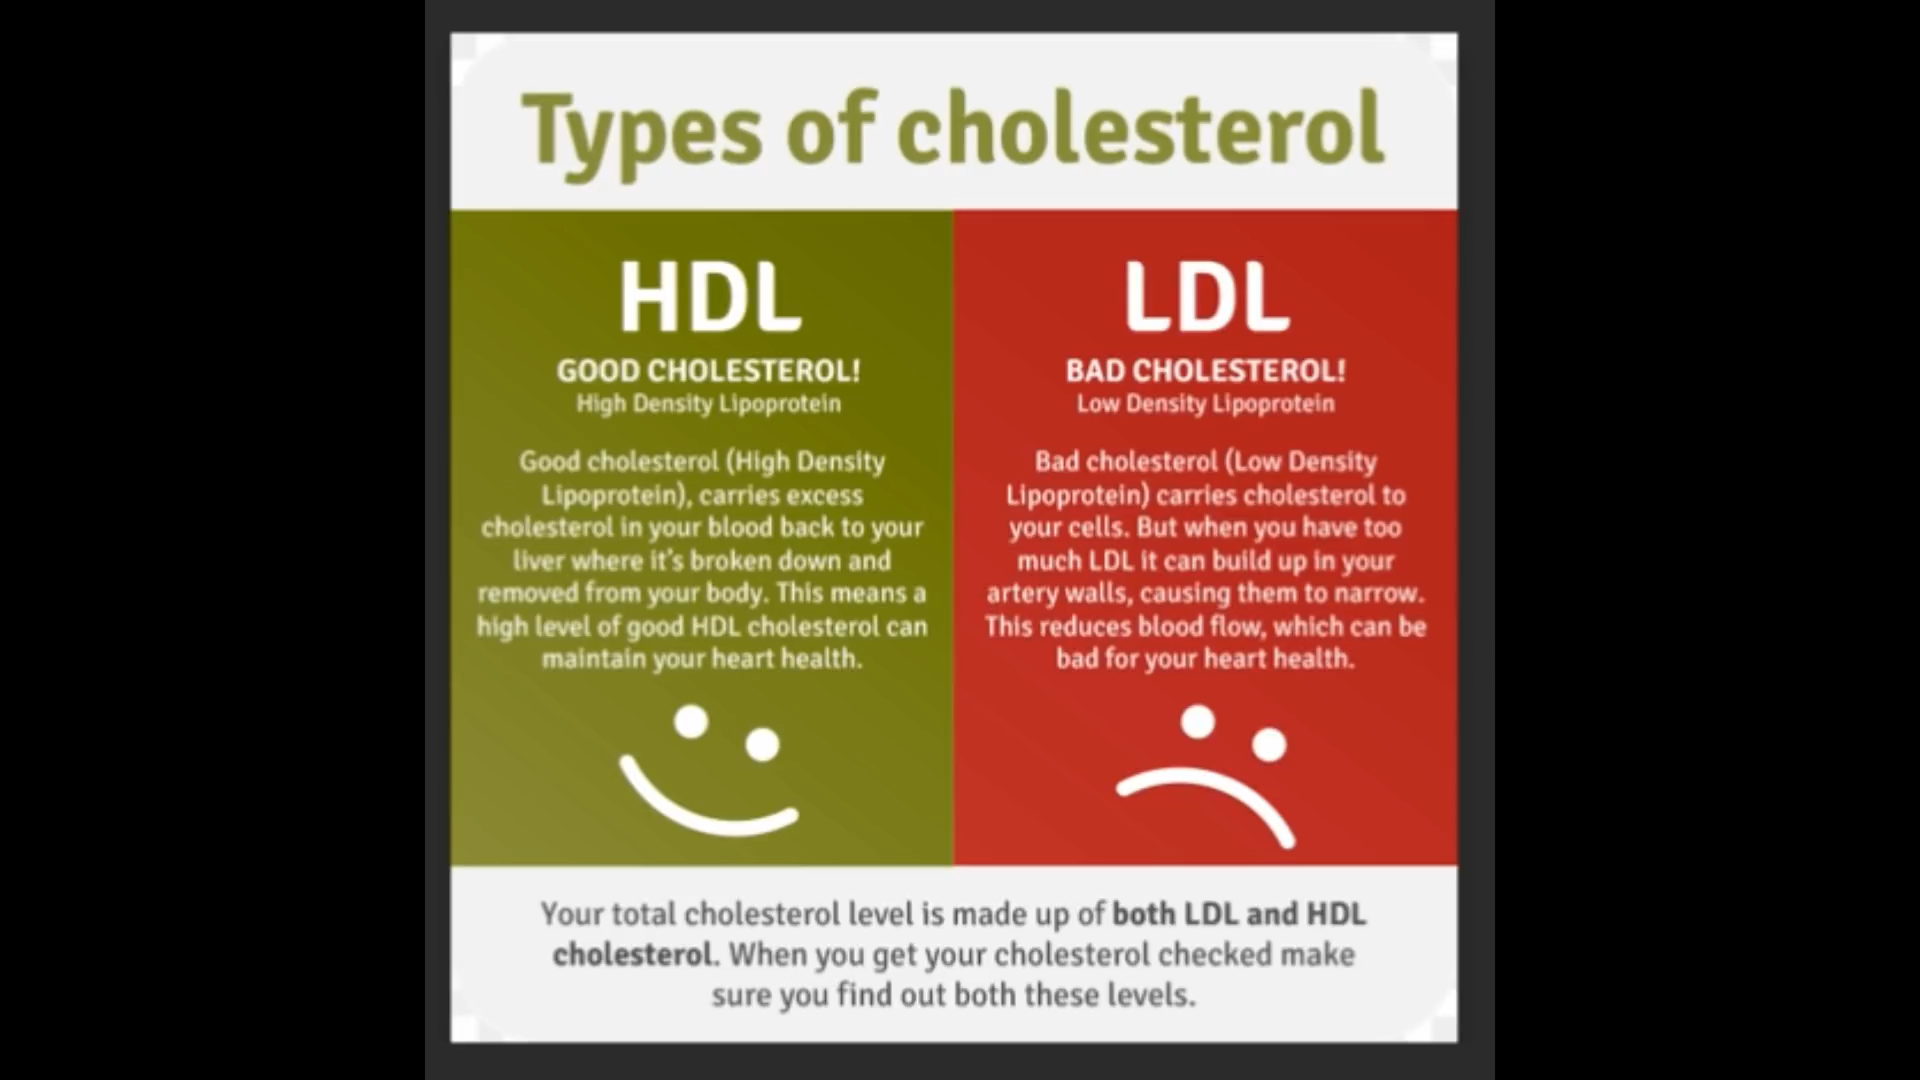 Types of cholesterol
HDL
GOOD CHOLESTEROL!
High Density Lipoprotein
Good cholesterol (High Density
Lipoprotein), carries excess
cholesterol in your blood back to your
liver where it's broken down and
removed from your body. This means a
high level of good HDL cholesterol can
maintain your heart health.
LDL
BAD CHOLESTEROL!
Low Density Lipoprotein
Bad cholesterol (Low Density
Lipoprotein) carries cholesterol to
your cells. But when you have too
much LDL it can build up in your
artery walls, causing them to narrow.
This reduces blood flow, which can be
bad for your heart health.
Your total cholesterol level is made up of both LDL and HDL
cholesterol. When you get your cholesterol checked make
sure you find out both these levels.